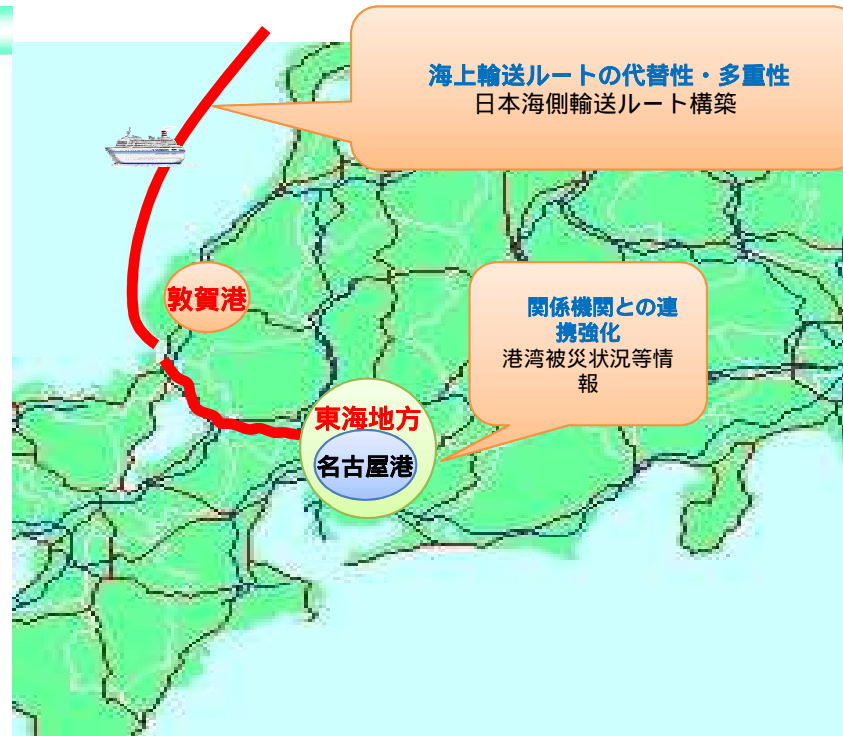 海上輸送ルートの代替性・多重性
日本海側輸送ルート構築
敦賀港
関係機関との連
携強化
港湾被災状況等情
報
東海地方
名古屋港